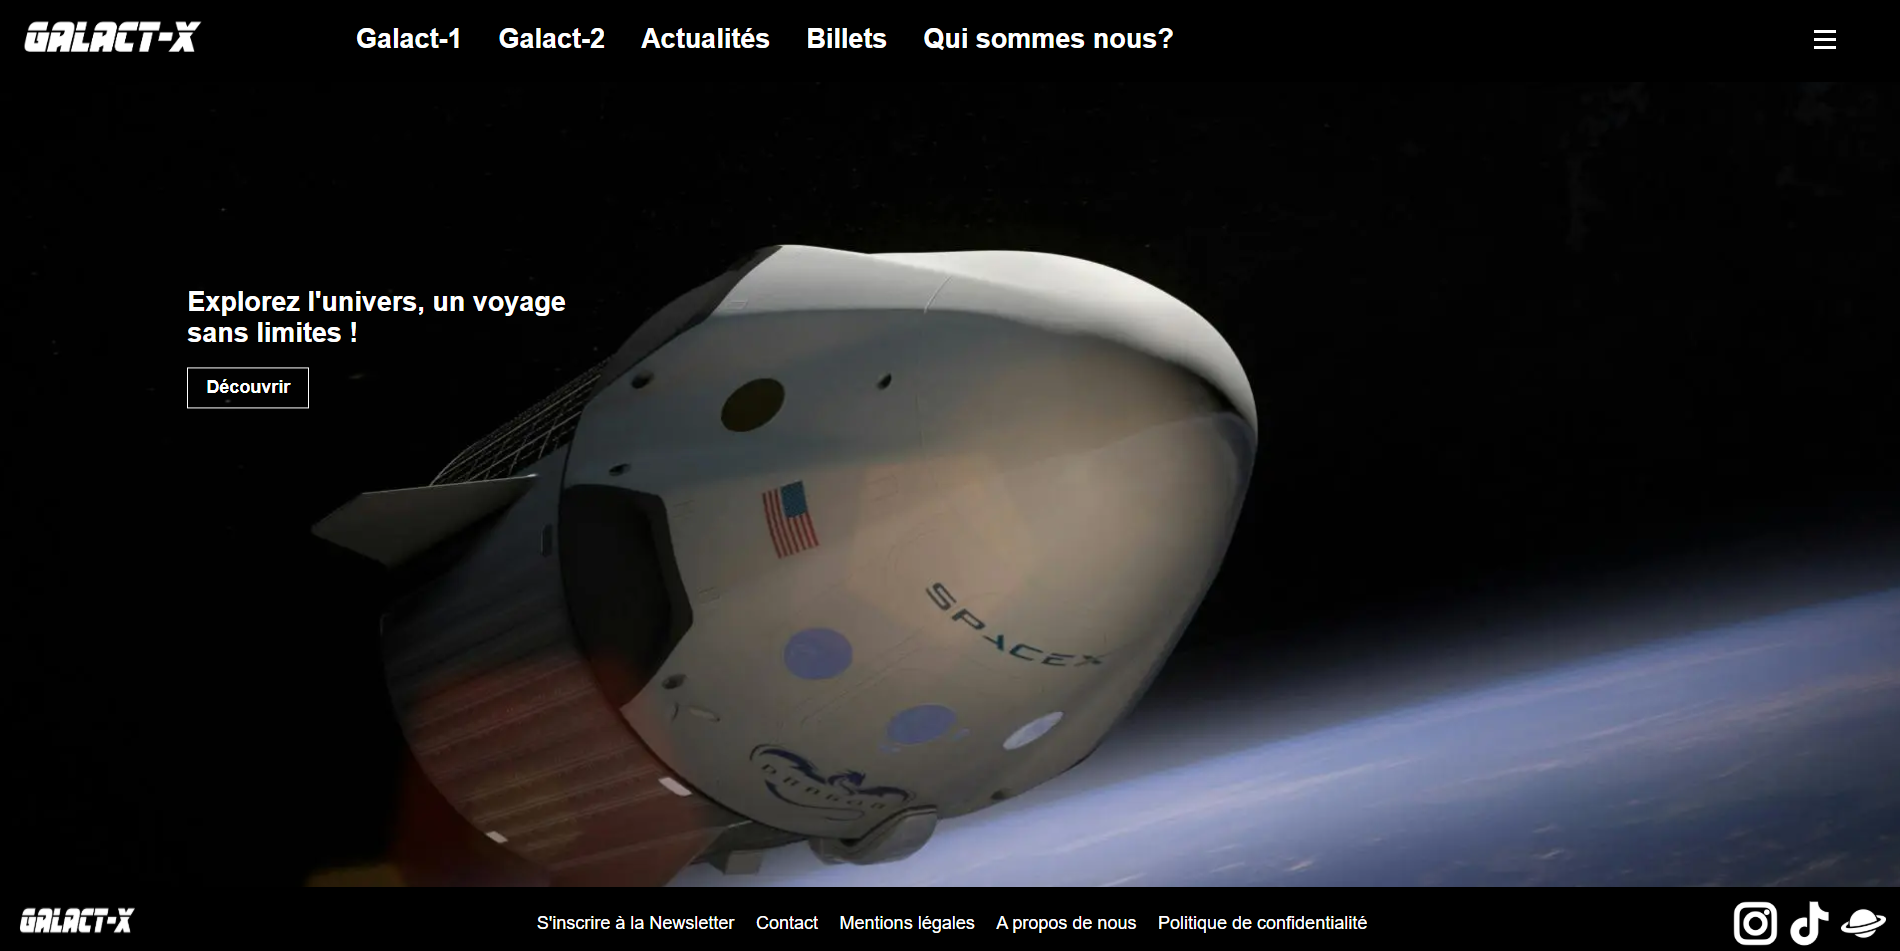 GALACT-X
Galact-1
Galact-2
Actualités
Billets
Qui sommes nous?
Explorez l'univers, un voyage
sans limites !
Découvrir
SPACEX
DRAGON
GALACT-X
S'inscrire à la Newsletter
Contact
Mentions légales
A propos de nous
Politique de confidentialité